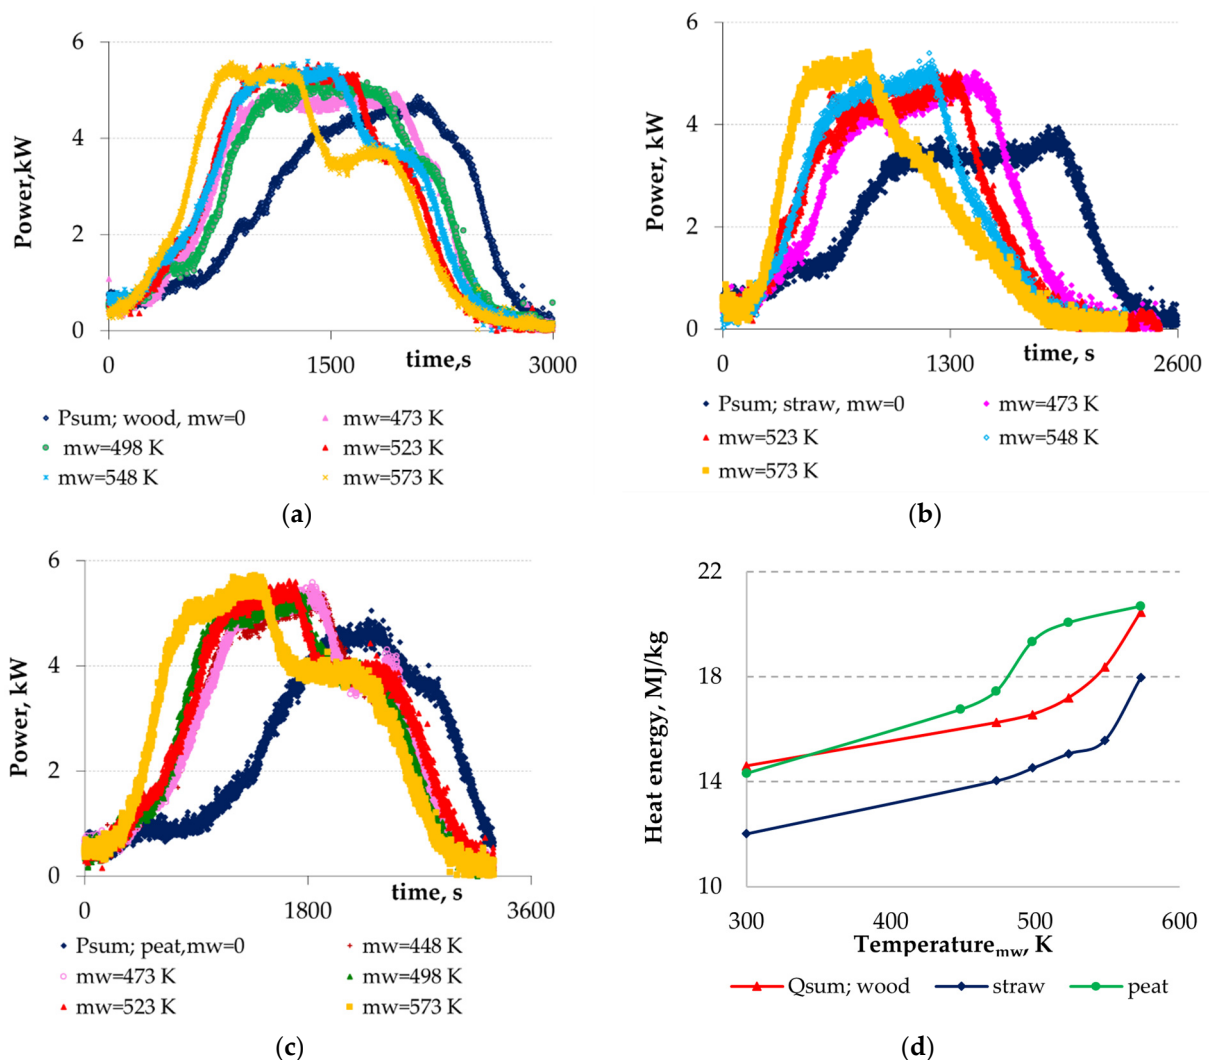 6
4
2
0
Power,kW
0
1500
3000
time,s
Psum; wood, mw=0
mw=473 K
mw=498 K
mw=523 K
mw=548 K
mw=573 K
(a)
6
4
2
0
Power, kW
0
1300
2600
time, s
Psum; straw, mw=0
mw=473 K
mw=523 K
mw=548 K
mw=573 K
(b)
6
4
2
0
Power, kW
0
1800
3600
time, s
Psum; peat,mw=0
mw=448 K
mw=473 K
mw=498 K
mw=523 K
mw=573 K
(c)
22
18
14
10
Heat energy, MJ/kg
300
400
500
600
Temperaturemw, K
Qsum; wood
straw
peat
(d)